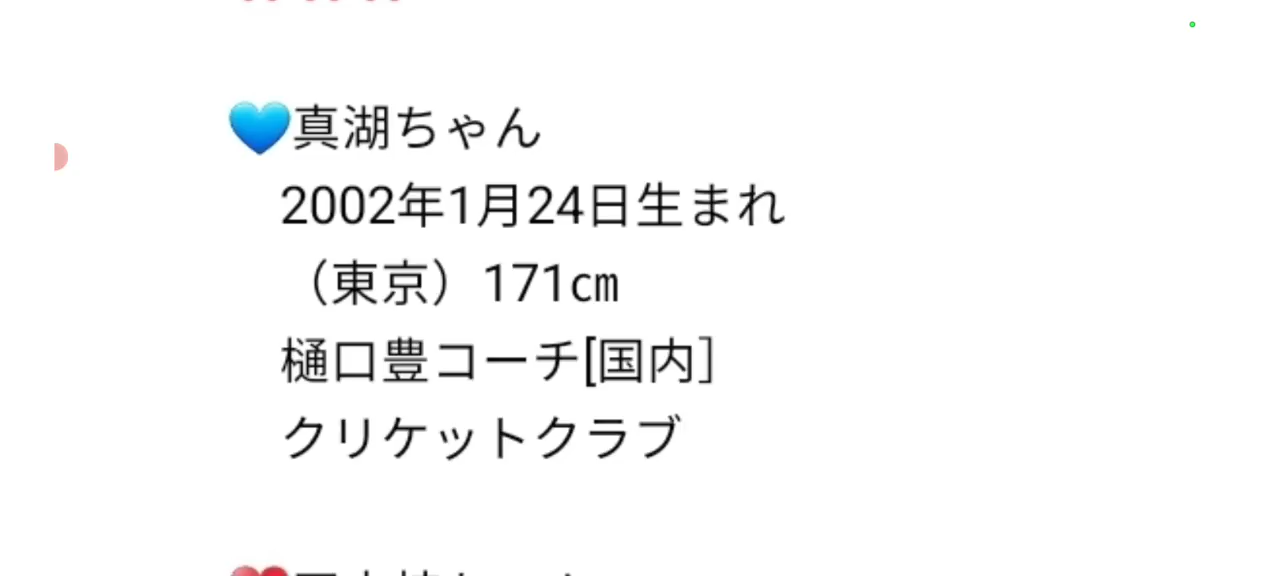 💙真湖ちゃん
2002年1月24日生まれ
（東京）171㎝
樋口豊コーチ[国内］
クリケットクラブ